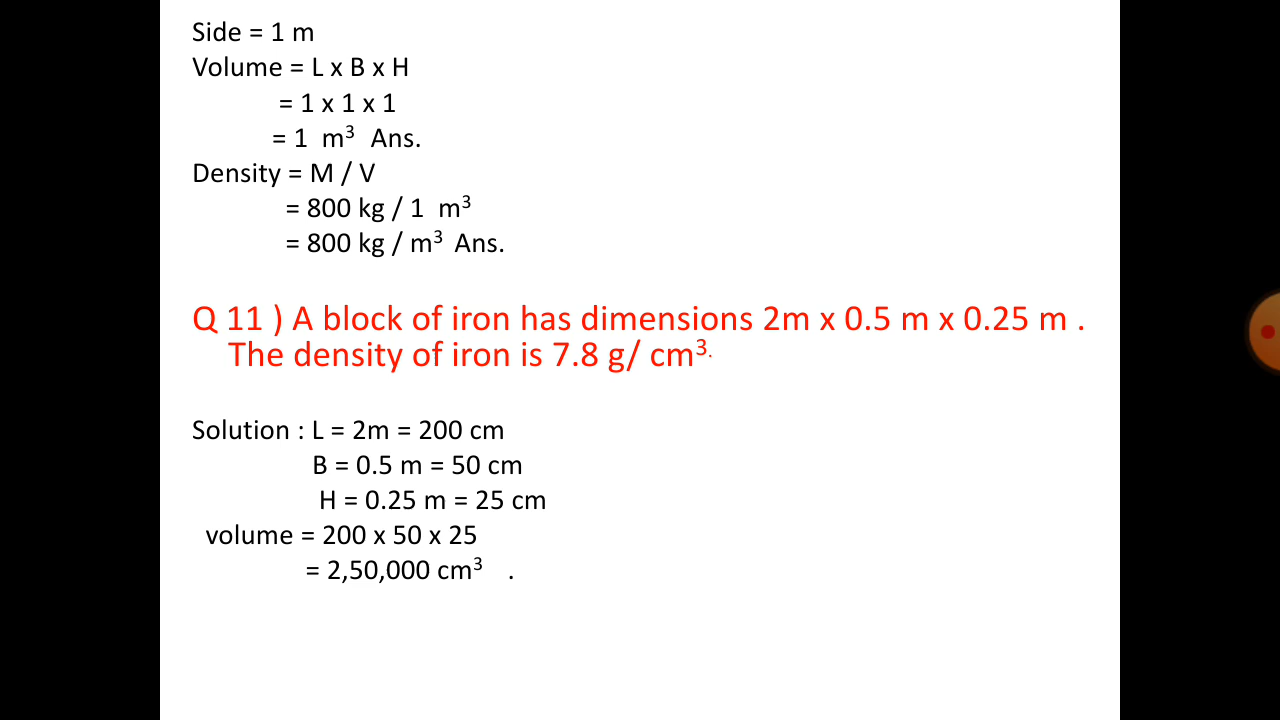 Side = 1 m
Volume = L x B x H
= 1 x 1 x 1
= 1 m³ Ans.
Density = M / V
= 800 kg / 1 m³
= 800 kg / m³ Ans.
Q 11 ) A block of iron has dimensions 2m x 0.5 m x 0.25 m .
The density of iron is 7.8 g/ cm³.
Solution : L = 2m = 200 cm
B = 0.5 m = 50 cm
H = 0.25 m = 25 cm
volume = 200 x 50 x 25
= 2,50,000 cm³ .